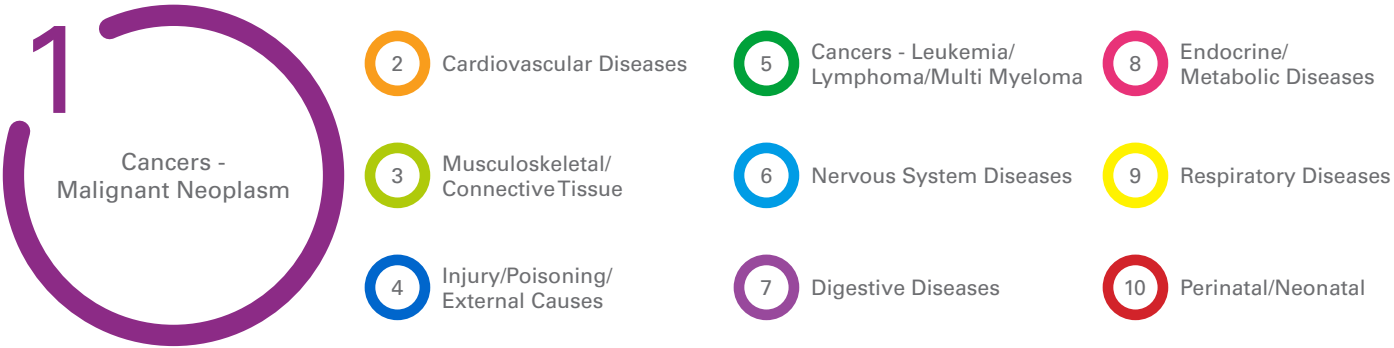 1
Cancers -
Malignant Neoplasm
2
Cardiovascular Diseases
3
Musculoskeletal/
Connective Tissue
4
Injury/Poisoning/
External Causes
5
Cancers - Leukemia/
Lymphoma/Multi Myeloma
6
Nervous System Diseases
7
Digestive Diseases
8
Endocrine/
Metabolic Diseases
9
Respiratory Diseases
10
Perinatal/Neonatal